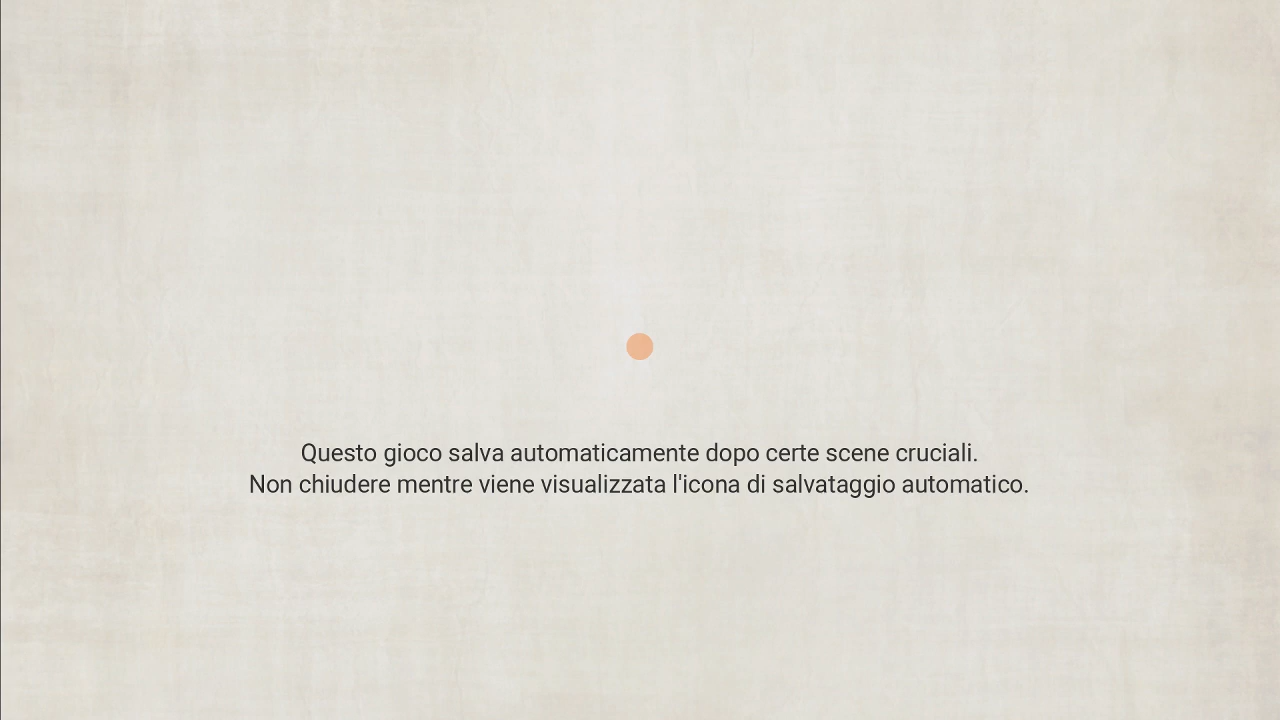 Questo gioco salva automaticamente dopo certe scene cruciali.
Non chiudere mentre viene visualizzata l'icona di salvataggio automatico.